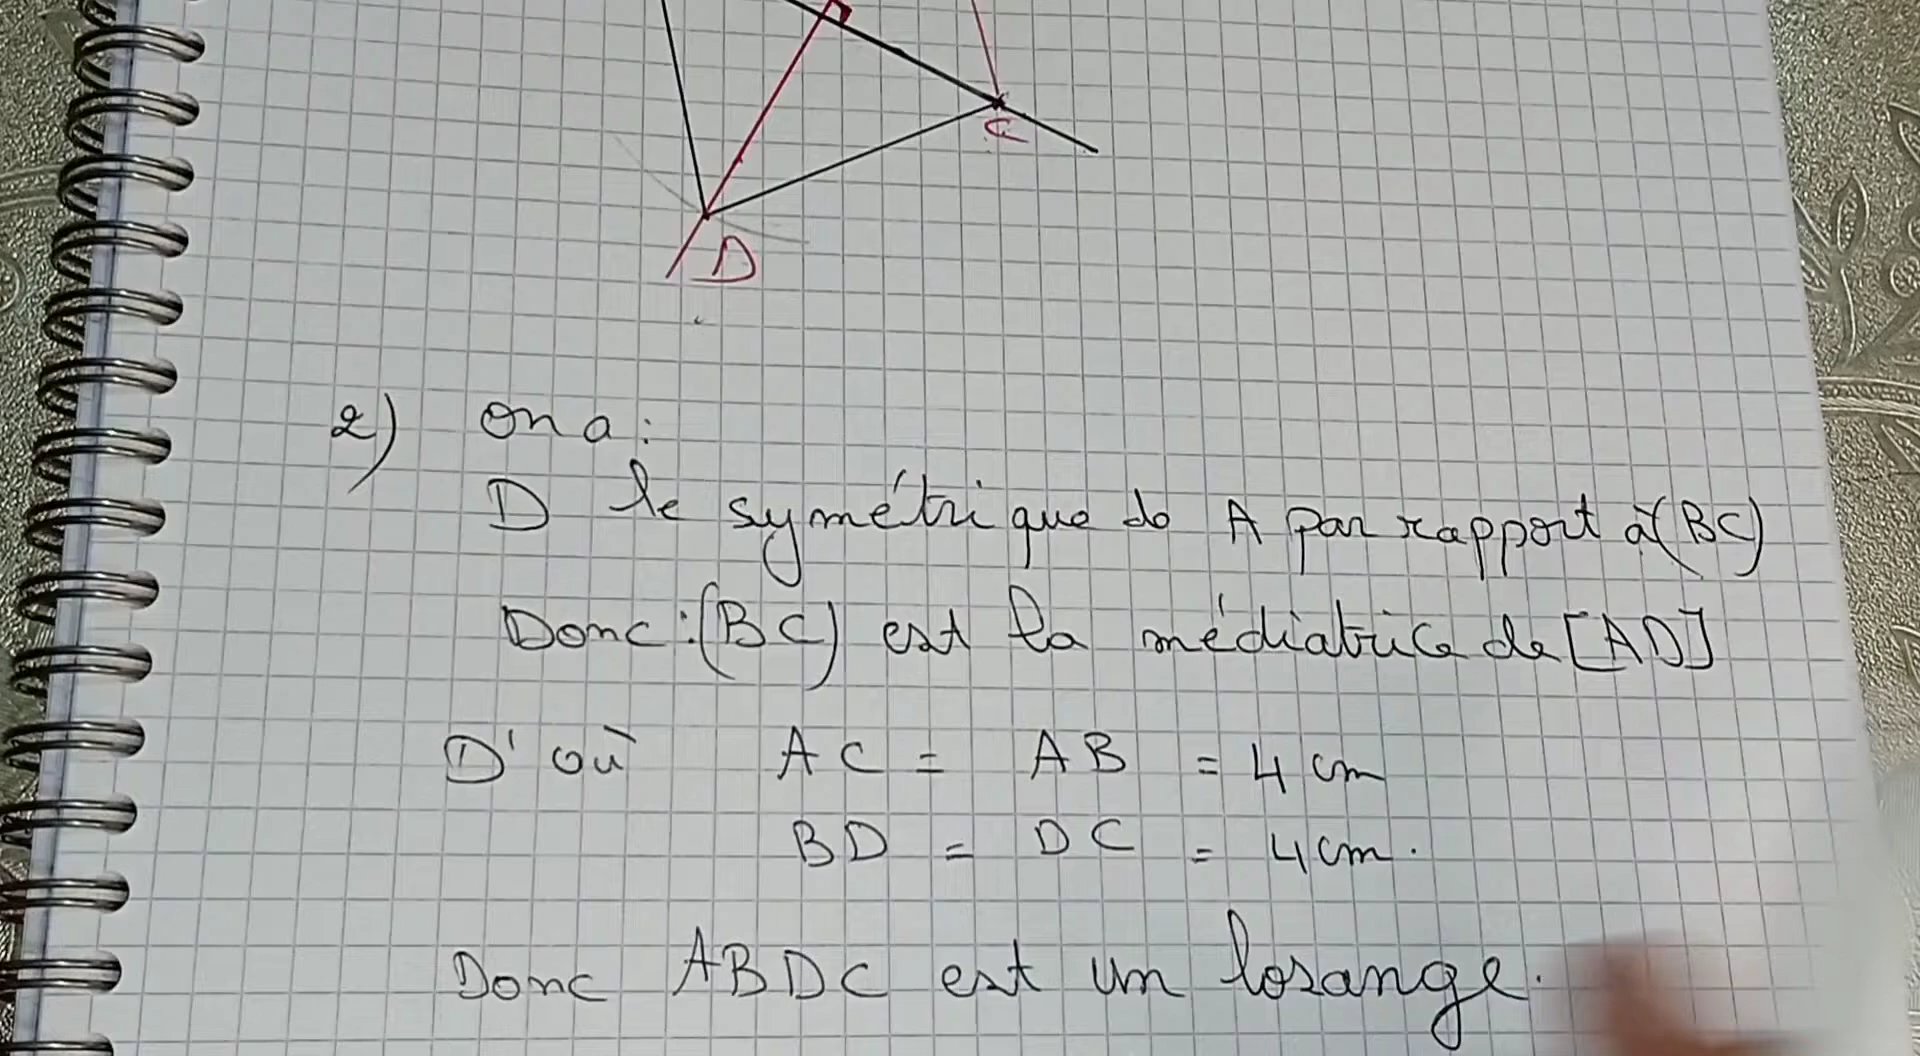 C
D
2) on a:
D le symétrique de A par rapport à (BC)
Donc: (BC) est la médiatrice de [AD]
D'où AC = AB = 4 cm
BD = DC = 4 cm.
Donc ABDC est un losange.